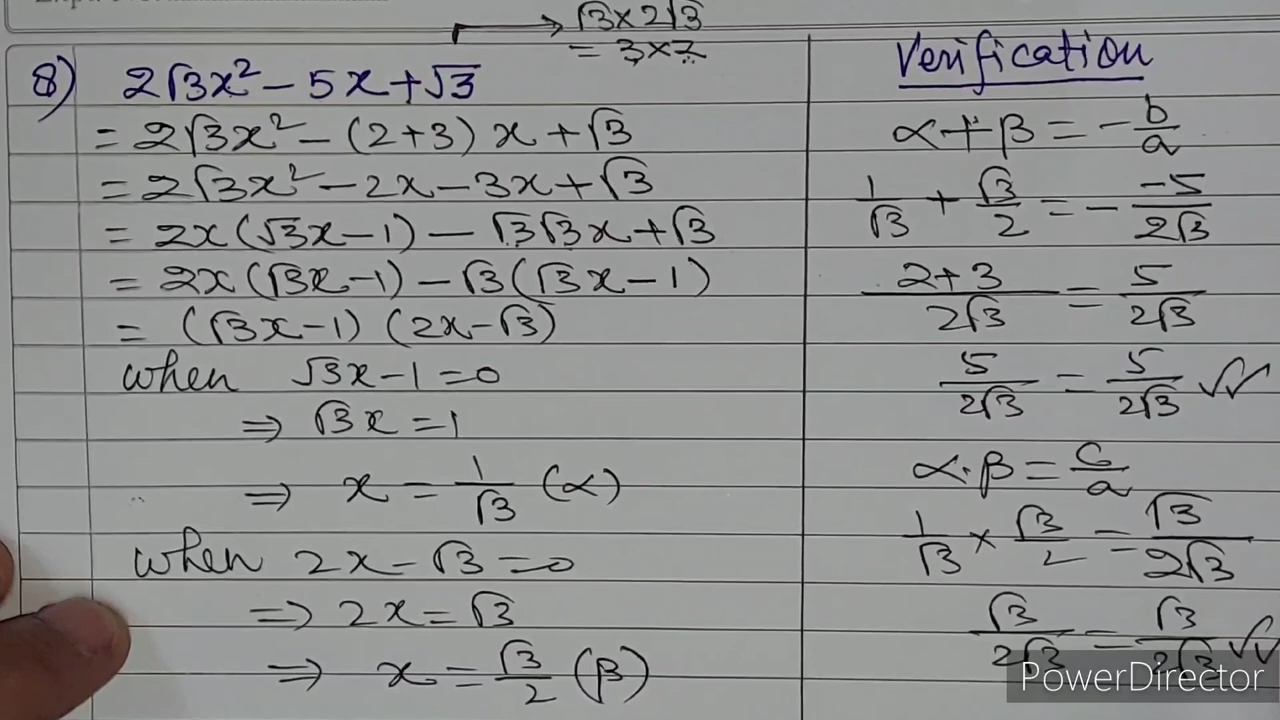 √3×2√3
= 3×2
8) 2√3x² - 5x + √3
= 2√3x² - (2+3) x + √3
= 2√3x² - 2x - 3x + √3
= 2x(√3x-1) - √3√3x + √3
= 2x(√3x-1) - √3(√3x-1)
= (√3x-1) (2x-√3)
when √3x-1=0
⇒ √3x = 1
⇒ x = 1/√3 (α)
when 2x-√3=0
⇒ 2x = √3
⇒ x = √3/2 (β)
Verification
α+β = -b/a
1/√3 + √3/2 = - -5/2√3
2+3/2√3 = 5/2√3
5/2√3 = 5/2√3 ✓✓
α.β = c/a
1/√3 × √3/2 = √3/2√3
√3/2√3 = √3/2√3 ✓✓
PowerDirector